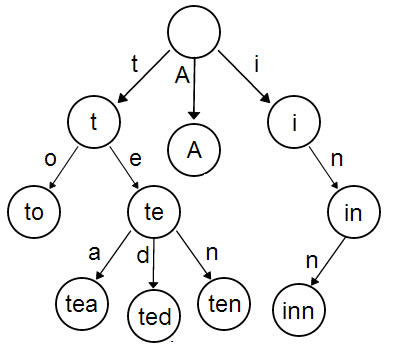 t A i
t A i
o e n
to te in
a d n n
tea ted ten inn